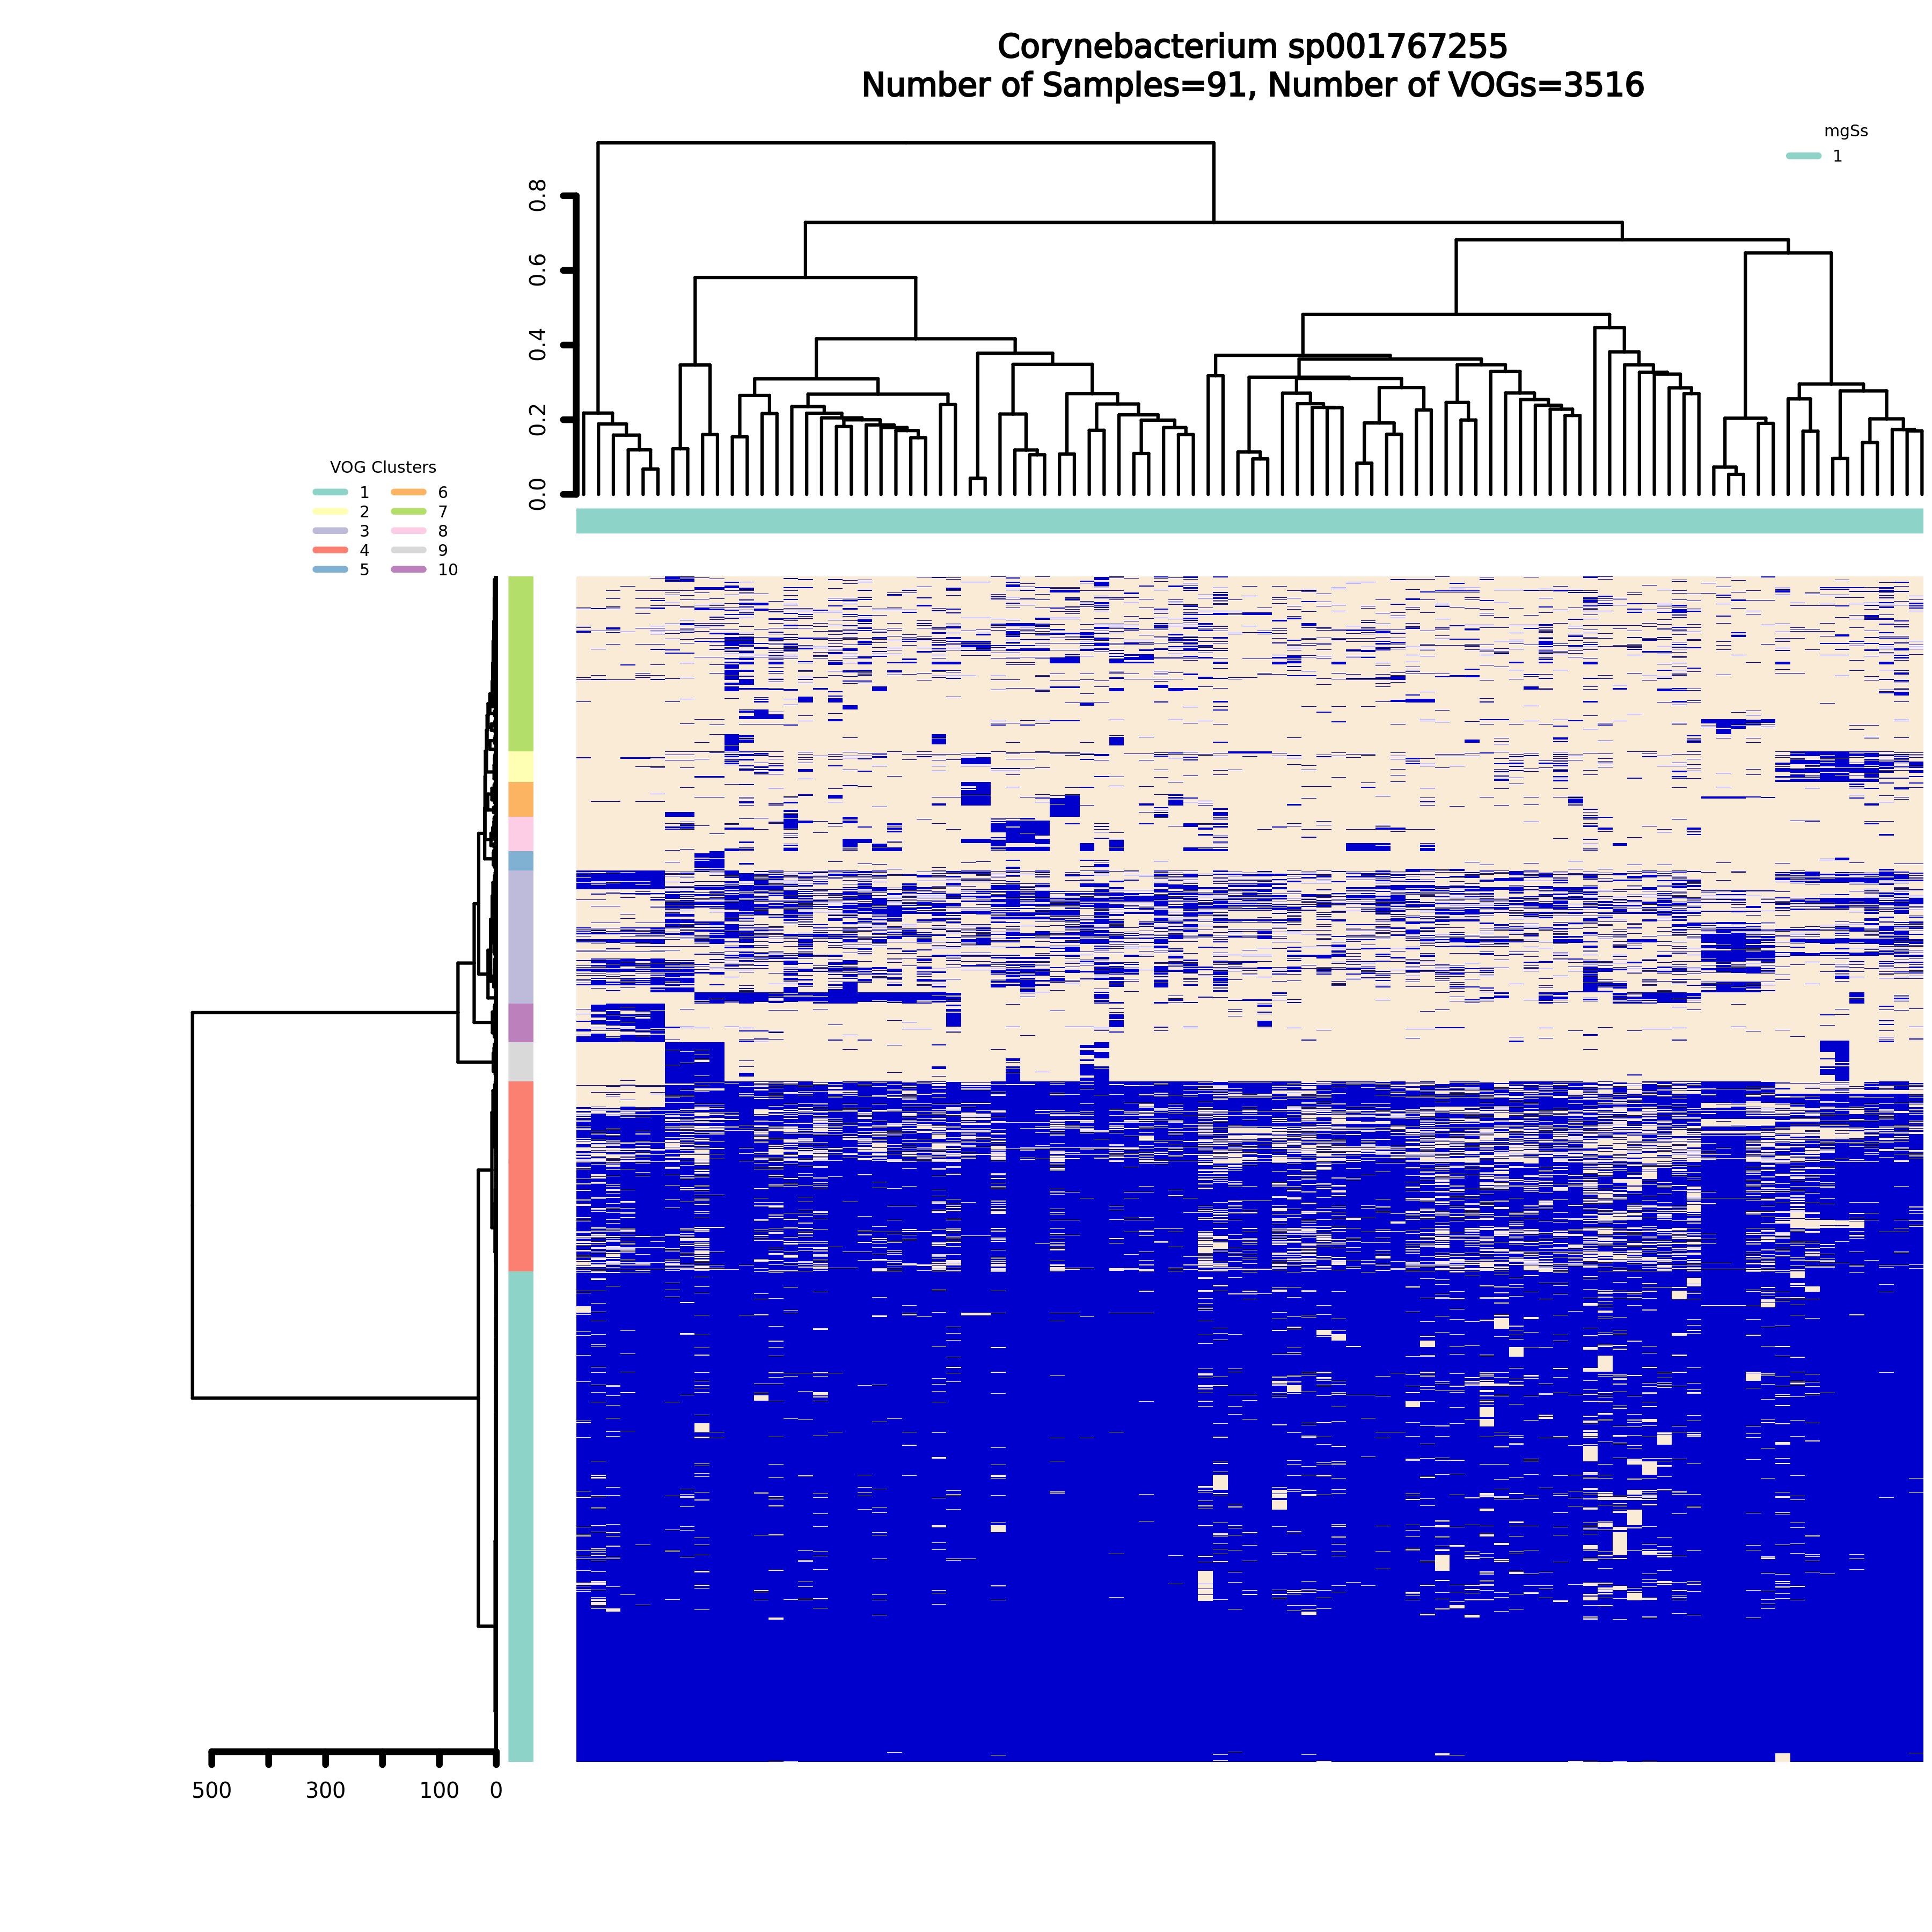 Corynebacterium sp001767255
Number of Samples=91, Number of VOGs=3516
mgSs
1
0.8
0.6
0.4
0.2
0.0
VOG Clusters
1 6
2 7
3 8
4 9
5 10
500 300 100 0